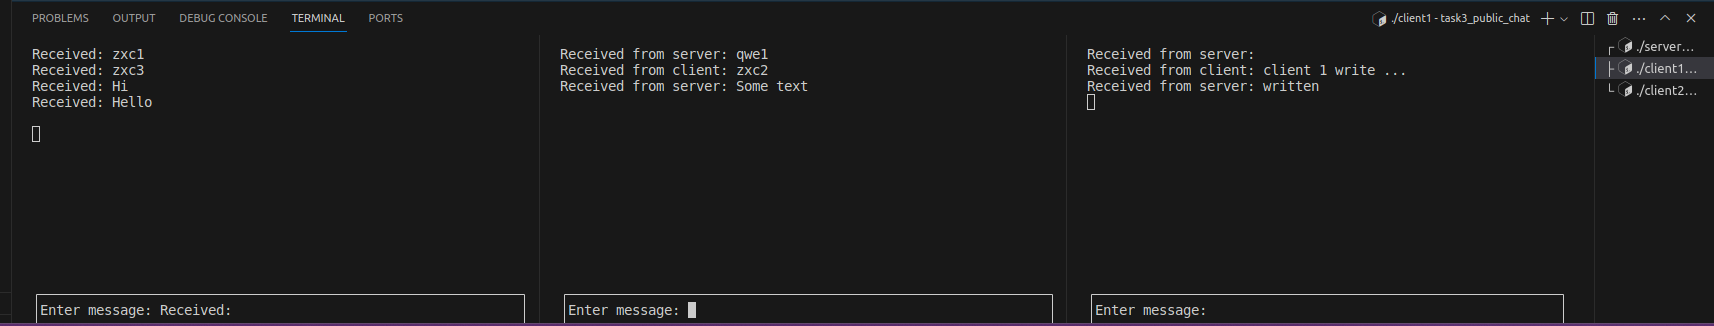 PROBLEMS OUTPUT DEBUG CONSOLE TERMINAL PORTS
./client1 - task3_public_chat
Received: zxc1
Received: zxc3
Received: Hi
Received: Hello
Enter message: Received:
Received from server: qwe1
Received from client: zxc2
Received from server: Some text
Enter message:
Received from server:
Received from client: client 1 write ...
Received from server: written
Enter message:
./server...
./client1...
./client2...